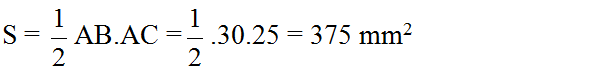 S = 1/2 AB.AC = 1/2 .30.25 = 375 mm²